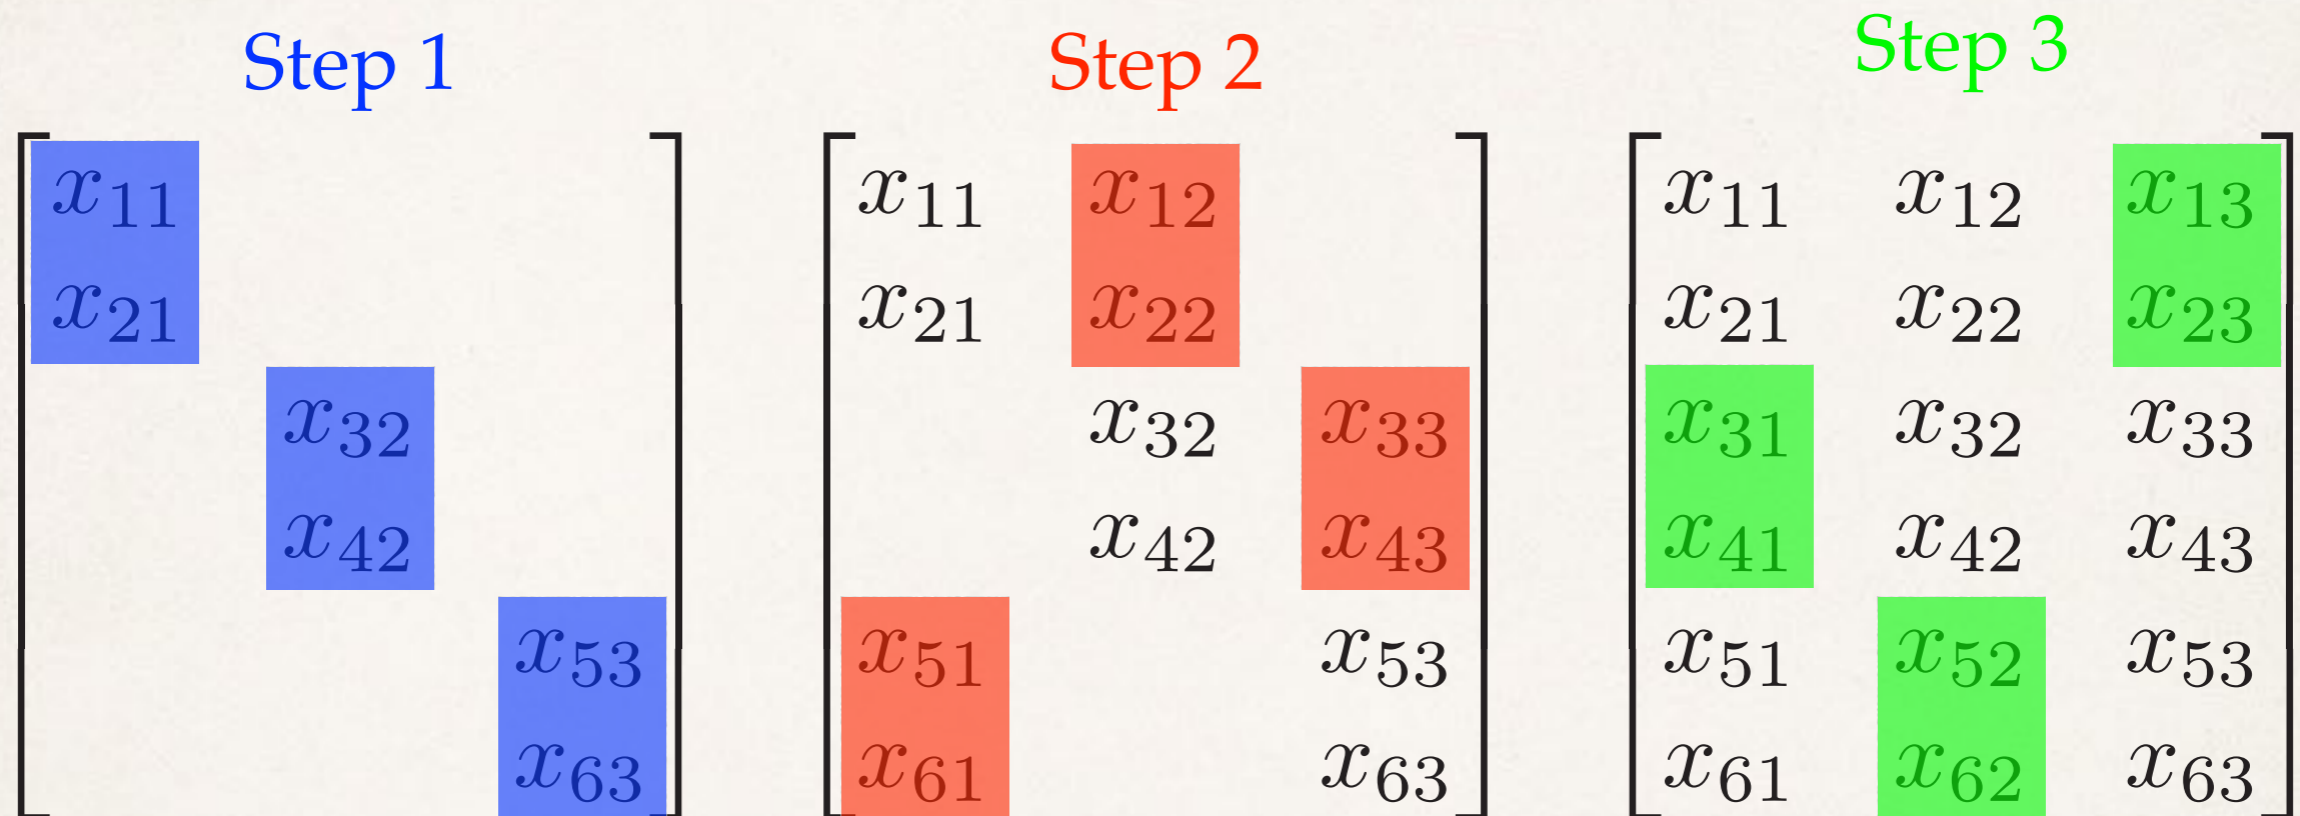 Step 1
x11
x21
x32
x42
x53
x63
Step 2
x11 x12
x21 x22
x32 x33
x42 x43
x51 x53
x61 x63
Step 3
x11 x12 x13
x21 x22 x23
x31 x32 x33
x41 x42 x43
x51 x52 x53
x61 x62 x63